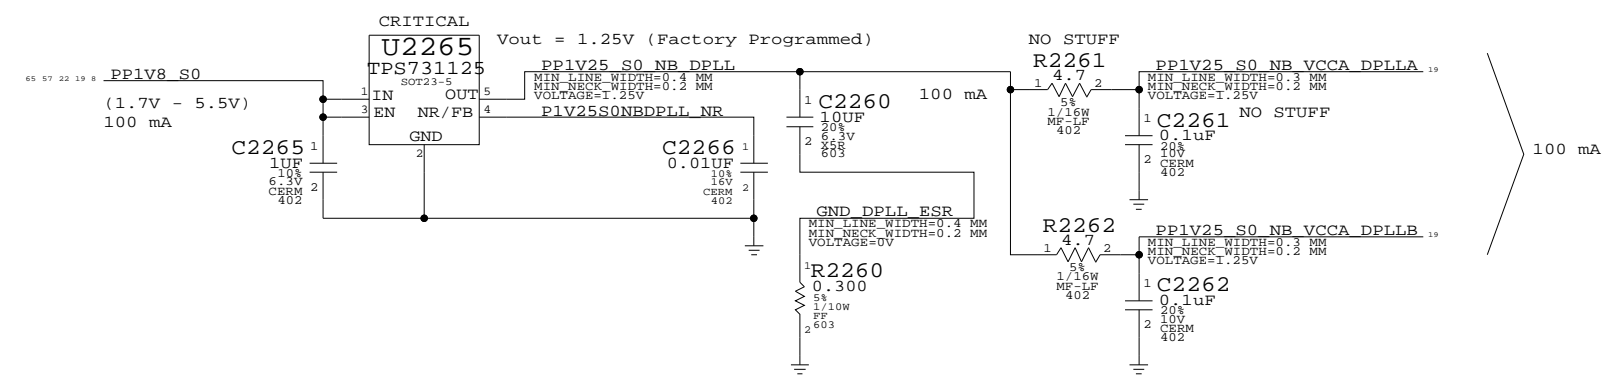 CRITICAL
U2265
TPS731125
SOT23-5
Vout = 1.25V (Factory Programmed)
NO STUFF
R2261
4.7
1 2
5%
1/16W
MF-LF
402
65 57 22 19 8 PP1V8_S0
(1.7V - 5.5V)
100 mA
1 IN
3 EN
OUT 5
NR/FB 4
GND
2
PP1V25_S0_NB_DPLL
MIN_LINE_WIDTH=0.4 MM
MIN_NECK_WIDTH=0.2 MM
VOLTAGE=1.25V
P1V25S0NBDPLL_NR
100 mA
PP1V25_S0_NB_VCCA_DPLLA 19
MIN_LINE_WIDTH=0.3 MM
MIN_NECK_WIDTH=0.2 MM
VOLTAGE=1.25V
NO STUFF
C2265
1UF
10%
6.3V
CERM
402
1
2
C2266
0.01UF
10%
16V
CERM
402
1
2
1
2
C2260
10UF
20%
6.3V
X5R
603
1
2
C2261
0.1uF
20%
10V
CERM
402
100 mA
GND_DPLL_ESR
MIN_LINE_WIDTH=0.4 MM
MIN_NECK_WIDTH=0.2 MM
VOLTAGE=0V
1
2
R2260
0.300
5%
1/10W
FF
603
R2262
4.7
1 2
5%
1/16W
MF-LF
402
PP1V25_S0_NB_VCCA_DPLLB 19
MIN_LINE_WIDTH=0.3 MM
MIN_NECK_WIDTH=0.2 MM
VOLTAGE=1.25V
1
2
C2262
0.1uF
20%
10V
CERM
402